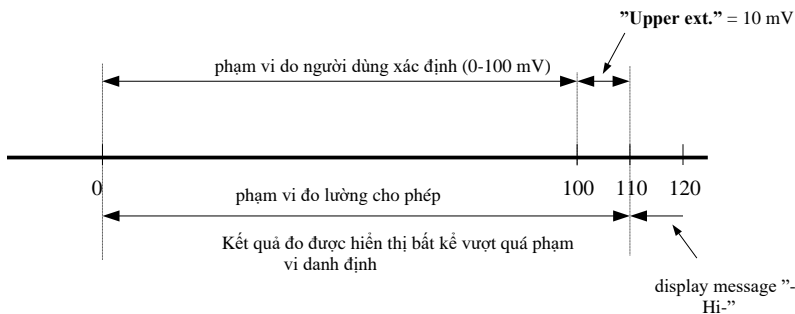 "Upper ext." = 10 mV
phạm vi do người dùng xác định (0-100 mV)
0
100
110
120
phạm vi đo lường cho phép
Kết quả đo được hiển thị bất kể vượt quá phạm
vi danh định
display message "-
Hi-"